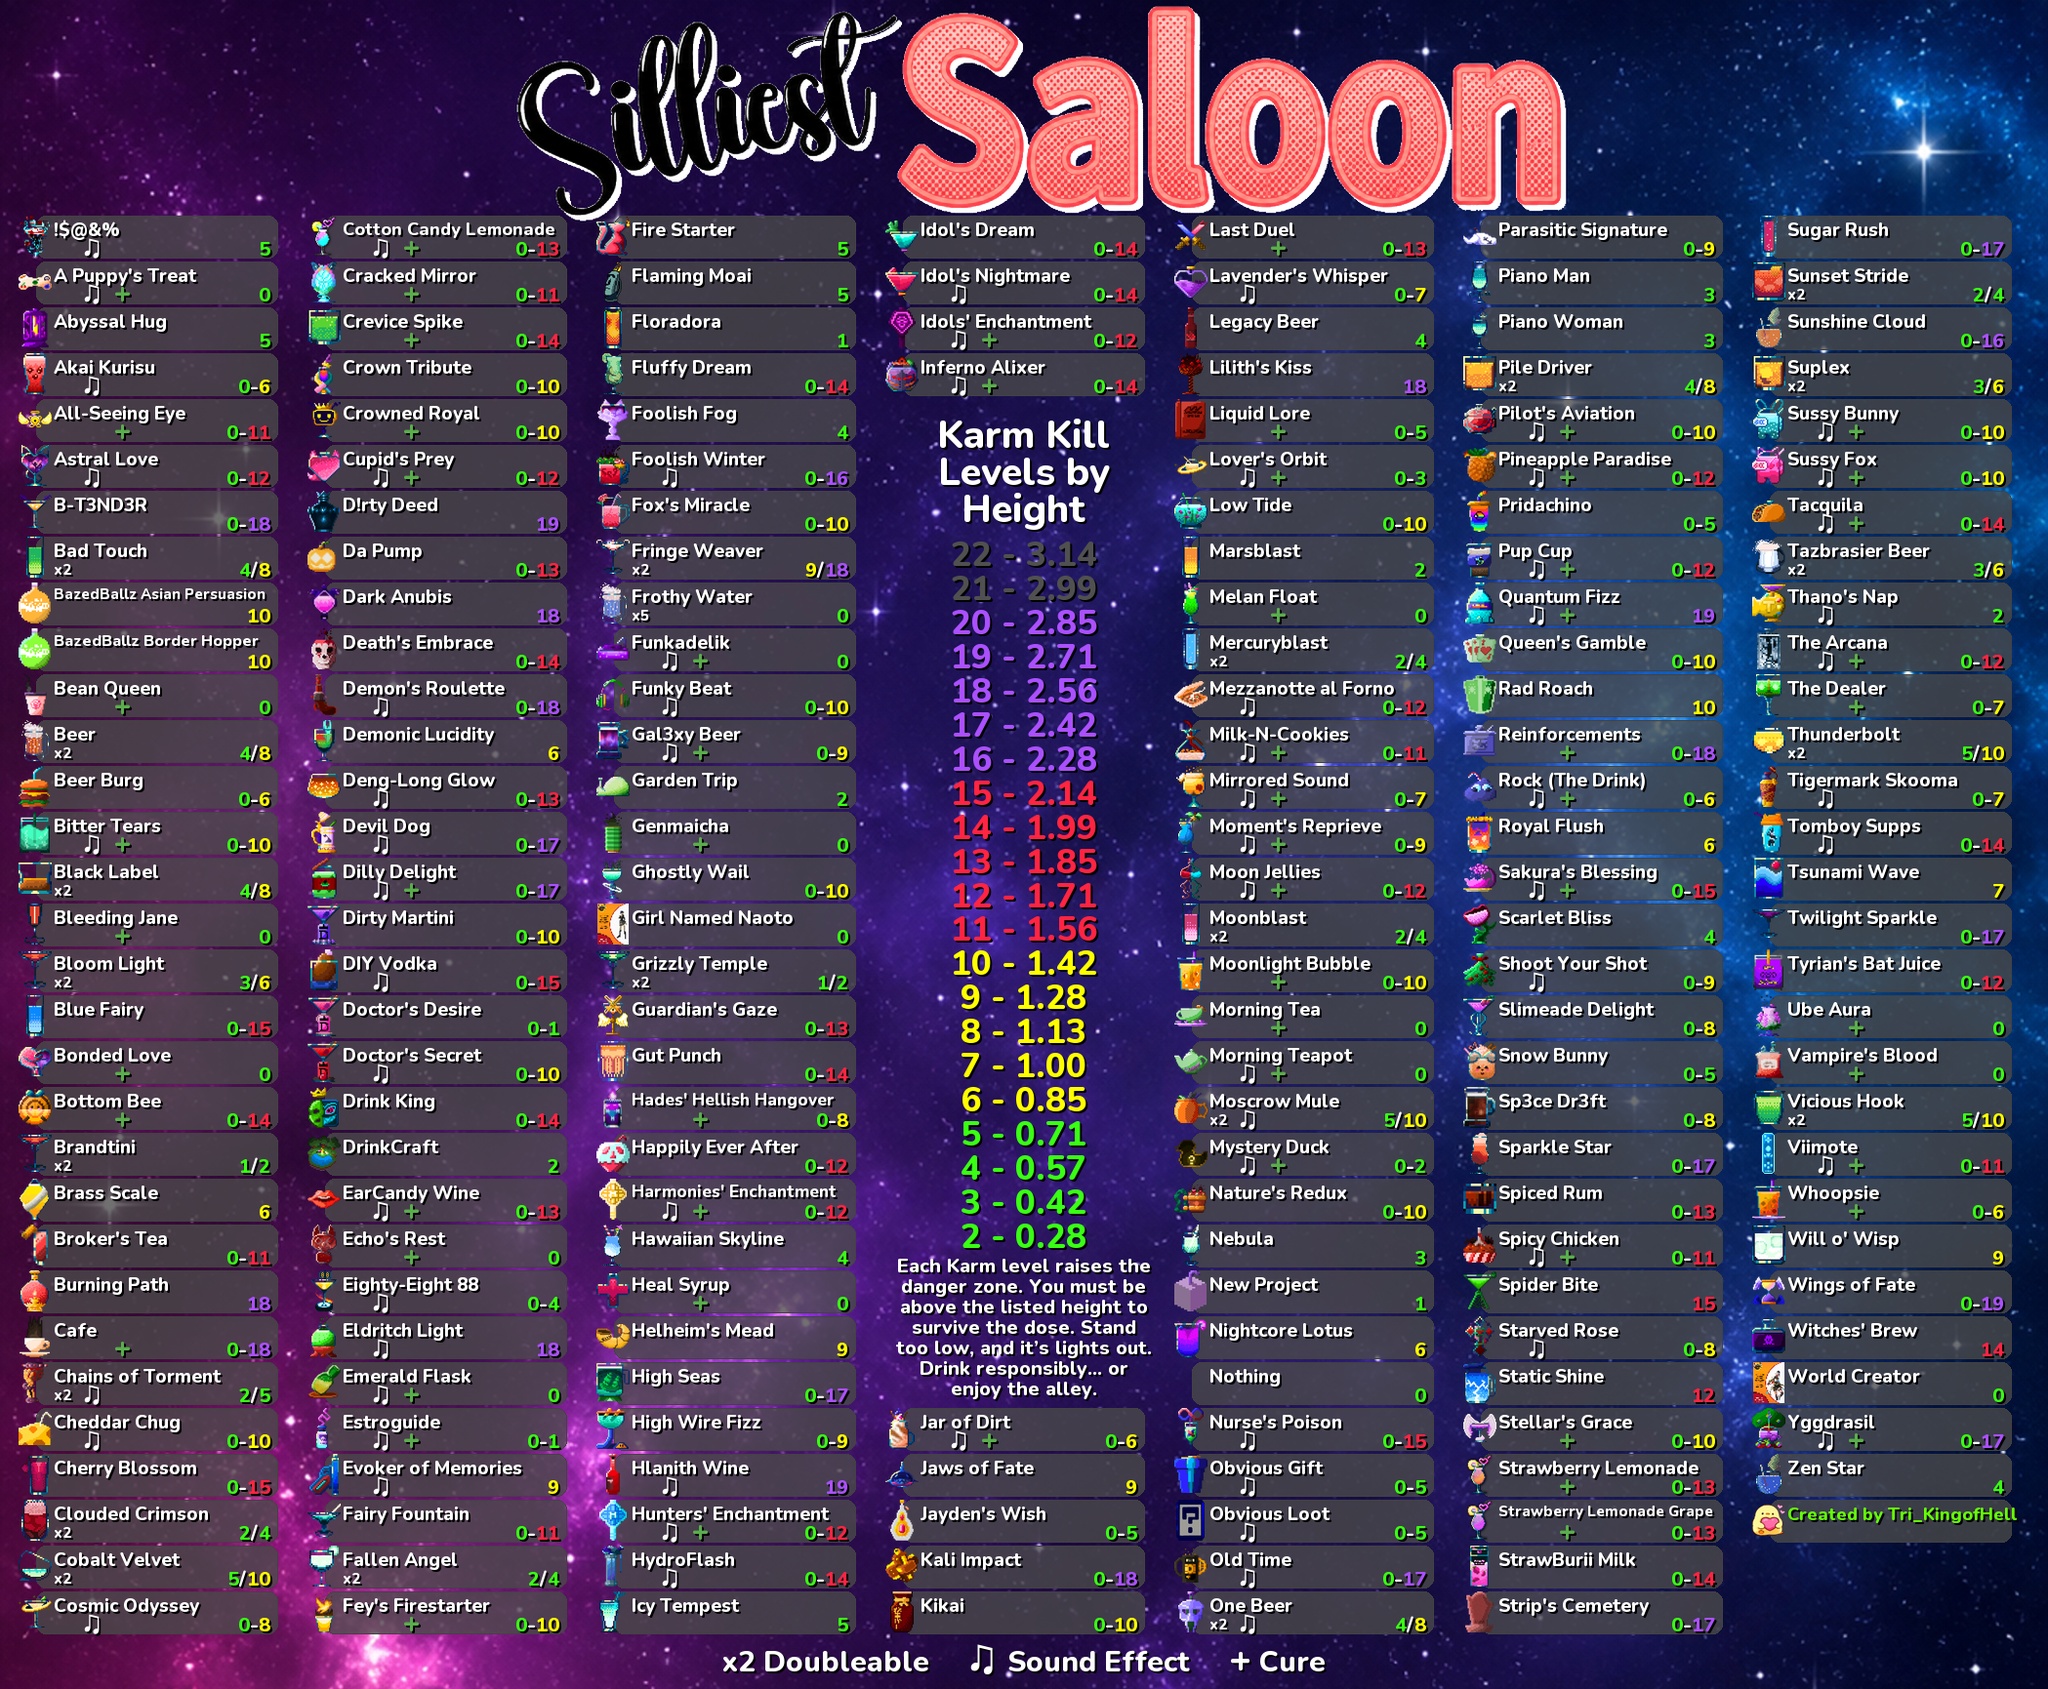 Silliest Saloon
!$@&%
♫ 5
A Puppy's Treat
♫ + 0
Abyssal Hug
5
Akai Kurisu
♫ 0-6
All-Seeing Eye
+ 0-11
Astral Love
♫ 0-12
B-T3ND3R
0-18
Bad Touch
x2 4/8
BazedBallz Asian Persuasion
10
BazedBallz Border Hopper
10
Bean Queen
+ 0
Beer
x2 4/8
Beer Burg
0-6
Bitter Tears
♫ + 0-10
Black Label
x2 4/8
Bleeding Jane
+ 0
Bloom Light
x2 3/6
Blue Fairy
0-15
Bonded Love
+ 0
Bottom Bee
+ 0-14
Brandtini
x2 1/2
Brass Scale
6
Broker's Tea
0-11
Burning Path
18
Cafe
+ 0-18
Chains of Torment
x2 ♫ 2/5
Cheddar Chug
♫ 0-10
Cherry Blossom
0-15
Clouded Crimson
x2 2/4
Cobalt Velvet
x2 5/10
Cosmic Odyssey
♫ 0-8
Cotton Candy Lemonade
♫ + 0-13
Cracked Mirror
+ 0-11
Crevice Spike
+ 0-14
Crown Tribute
0-10
Crowned Royal
+ 0-10
Cupid's Prey
♫ + 0-12
D!rty Deed
19
Da Pump
0-13
Dark Anubis
18
Death's Embrace
0-14
Demon's Roulette
♫ 0-18
Demonic Lucidity
6
Deng-Long Glow
♫ 0-13
Devil Dog
♫ 0-17
Dilly Delight
♫ + 0-17
Dirty Martini
0-10
DIY Vodka
♫ 0-15
Doctor's Desire
0-1
Doctor's Secret
♫ 0-10
Drink King
0-14
DrinkCraft
2
EarCandy Wine
♫ + 0-13
Echo's Rest
+ 0
Eighty-Eight 88
♫ 0-4
Eldritch Light
♫ 18
Emerald Flask
♫ + 0
Estroguide
♫ + 0-1
Evoker of Memories
♫ 9
Fairy Fountain
0-11
Fallen Angel
x2 2/4
Fey's Firestarter
+ 0-10
Fire Starter
5
Flaming Moai
5
Floradora
1
Fluffy Dream
0-14
Foolish Fog
4
Foolish Winter
♫ 0-16
Fox's Miracle
0-10
Fringe Weaver
x2 9/18
Frothy Water
x5 0
Funkadelik
♫ + 0
Funky Beat
♫ 0-10
Gal3xy Beer
♫ + 0-9
Garden Trip
2
Genmaicha
+ 0
Ghostly Wail
0-10
Girl Named Naoto
0
Grizzly Temple
x2 1/2
Guardian's Gaze
0-13
Gut Punch
0-14
Hades' Hellish Hangover
+ 0-8
Happily Ever After
0-12
Harmonies' Enchantment
♫ + 0-12
Hawaiian Skyline
4
Heal Syrup
+ 0
Helheim's Mead
9
High Seas
0-17
High Wire Fizz
0-9
Hlanith Wine
19
Hunters' Enchantment
♫ + 0-12
HydroFlash
♫ 0-14
Icy Tempest
5
Idol's Dream
0-14
Idol's Nightmare
♫ 0-14
Idols' Enchantment
♫ + 0-12
Inferno Alixer
♫ + 0-14
Karm Kill
Levels by
Height
22 - 3.14
21 - 2.99
20 - 2.85
19 - 2.71
18 - 2.56
17 - 2.42
16 - 2.28
15 - 2.14
14 - 1.99
13 - 1.85
12 - 1.71
11 - 1.56
10 - 1.42
9 - 1.28
8 - 1.13
7 - 1.00
6 - 0.85
5 - 0.71
4 - 0.57
3 - 0.42
2 - 0.28
Each Karm level raises the
danger zone. You must be
above the listed height to
survive the dose. Stand
too low, and it's lights out.
Drink responsibly... or
enjoy the alley.
Jar of Dirt
♫ + 0-6
Jaws of Fate
9
Jayden's Wish
0-5
Kali Impact
0-18
Kikai
0-10
Last Duel
+ 0-13
Lavender's Whisper
♫ 0-7
Legacy Beer
4
Lilith's Kiss
18
Liquid Lore
+ 0-5
Lover's Orbit
♫ + 0-3
Low Tide
0-10
Marsblast
2
Melan Float
+ 0
Mercuryblast
x2 2/4
Mezzanotte al Forno
♫ 0-12
Milk-N-Cookies
♫ + 0-11
Mirrored Sound
♫ + 0-7
Moment's Reprieve
♫ + 0-9
Moon Jellies
♫ + 0-12
Moonblast
x2 2/4
Moonlight Bubble
+ 0-10
Morning Tea
+ 0
Morning Teapot
♫ + 0
Moscrow Mule
x2 ♫ 5/10
Mystery Duck
♫ + 0-2
Nature's Redux
0-10
Nebula
3
New Project
1
Nightcore Lotus
6
Nothing
0
Nurse's Poison
♫ 0-15
Obvious Gift
♫ 0-5
Obvious Loot
♫ 0-5
Old Time
♫ 0-17
One Beer
x2 ♫ 4/8
Parasitic Signature
0-9
Piano Man
3
Piano Woman
3
Pile Driver
x2 4/8
Pilot's Aviation
♫ + 0-10
Pineapple Paradise
♫ + 0-12
Pridachino
0-5
Pup Cup
♫ + 0-12
Quantum Fizz
♫ + 19
Queen's Gamble
0-10
Rad Roach
10
Reinforcements
+ 0-18
Rock (The Drink)
♫ + 0-6
Royal Flush
6
Sakura's Blessing
♫ + 0-15
Scarlet Bliss
4
Shoot Your Shot
♫ 0-9
Slimeade Delight
0-8
Snow Bunny
0-5
Sp3ce Dr3ft
0-8
Sparkle Star
0-17
Spiced Rum
0-13
Spicy Chicken
♫ + 0-11
Spider Bite
15
Starved Rose
♫ 0-8
Static Shine
12
Stellar's Grace
+ 0-10
Strawberry Lemonade
+ 0-13
Strawberry Lemonade Grape
+ 0-13
StrawBurii Milk
0-14
Strip's Cemetery
0-17
Sugar Rush
0-17
Sunset Stride
x2 2/4
Sunshine Cloud
0-16
Suplex
x2 3/6
Sussy Bunny
♫ + 0-10
Sussy Fox
♫ + 0-10
Tacquila
♫ + 0-14
Tazbrasier Beer
x2 3/6
Thano's Nap
♫ 2
The Arcana
♫ + 0-12
The Dealer
+ 0-7
Thunderbolt
x2 5/10
Tigermark Skooma
♫ 0-7
Tomboy Supps
♫ 0-14
Tsunami Wave
7
Twilight Sparkle
0-17
Tyrian's Bat Juice
0-12
Ube Aura
+ 0
Vampire's Blood
+ 0
Vicious Hook
x2 5/10
Viimote
♫ + 0-11
Whoopsie
+ 0-6
Will o' Wisp
9
Wings of Fate
0-19
Witches' Brew
14
World Creator
0
Yggdrasil
♫ + 0-17
Zen Star
4
Created by Tri_KingofHell
x2 Doubleable ♫ Sound Effect + Cure